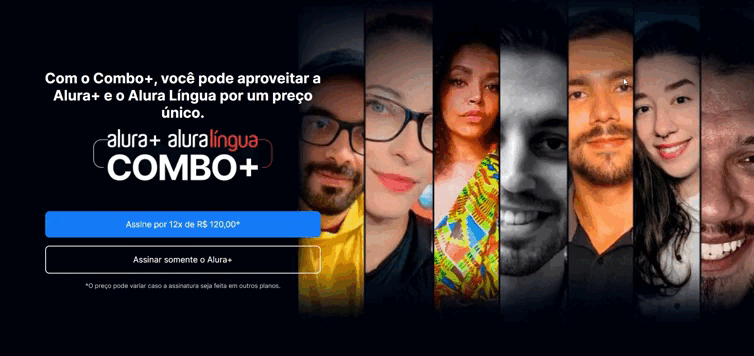 Com o Combo+, você pode aproveitar a
Alura+ e o Alura Língua por um preço
único.
alura+ aluralíngua
COMBO+
Assine por 12x de R$ 120,00*
Assinar somente o Alura+
*O preço pode variar caso a assinatura seja feita em outros planos.